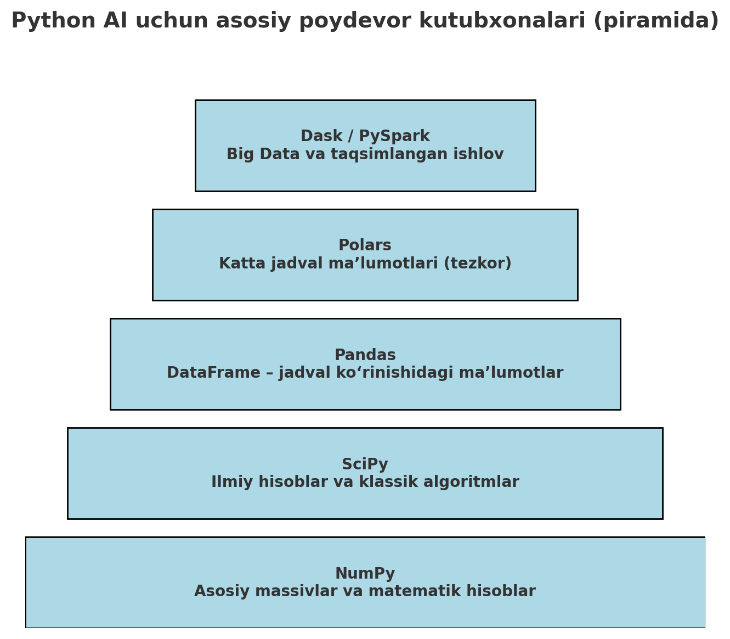 Python AI uchun asosiy poydevor kutubxonalari (piramida)
Dask / PySpark
Big Data va taqsimlangan ishlov
Polars
Katta jadval ma’lumotlari (tezkor)
Pandas
DataFrame – jadval ko‘rinishidagi ma’lumotlar
SciPy
Ilmiy hisoblar va klassik algoritmlar
NumPy
Asosiy massivlar va matematik hisoblar